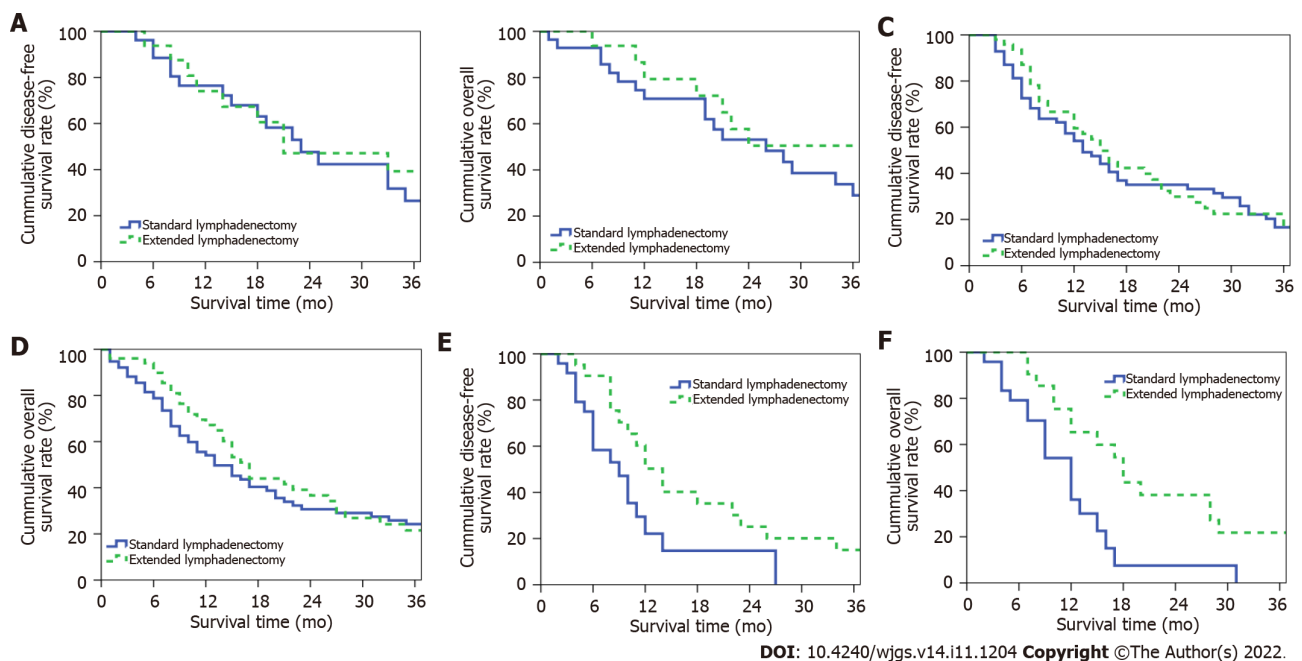 A
Cummulative disease-free
survival rate (%)
100
80
60
40
20
0
Standard lymphadenectomy
Extended lymphadenectomy
0 6 12 18 24 30 36
Survival time (mo)
Cummulative overall
survival rate (%)
100
80
60
40
20
0
Standard lymphadenectomy
Extended lymphadenectomy
0 6 12 18 24 30 36
Survival time (mo)
C
Cummulative disease-free
survival rate (%)
100
80
60
40
20
0
Standard lymphadenectomy
Extended lymphadenectomy
0 6 12 18 24 30 36
Survival time (mo)
D
Cummulative overall
survival rate (%)
100
80
60
40
20
0
Standard lymphadenectomy
Extended lymphadenectomy
0 6 12 18 24 30 36
Survival time (mo)
E
Cummulative disease-free
survival rate (%)
100
80
60
40
20
0
Standard lymphadenectomy
Extended lymphadenectomy
0 6 12 18 24 30 36
Survival time (mo)
F
Cummulative overall
survival rate (%)
100
80
60
40
20
0
Standard lymphadenectomy
Extended lymphadenectomy
0 6 12 18 24 30 36
Survival time (mo)
DOI: 10.4240/wjgs.v14.i11.1204 Copyright ©The Author(s) 2022.